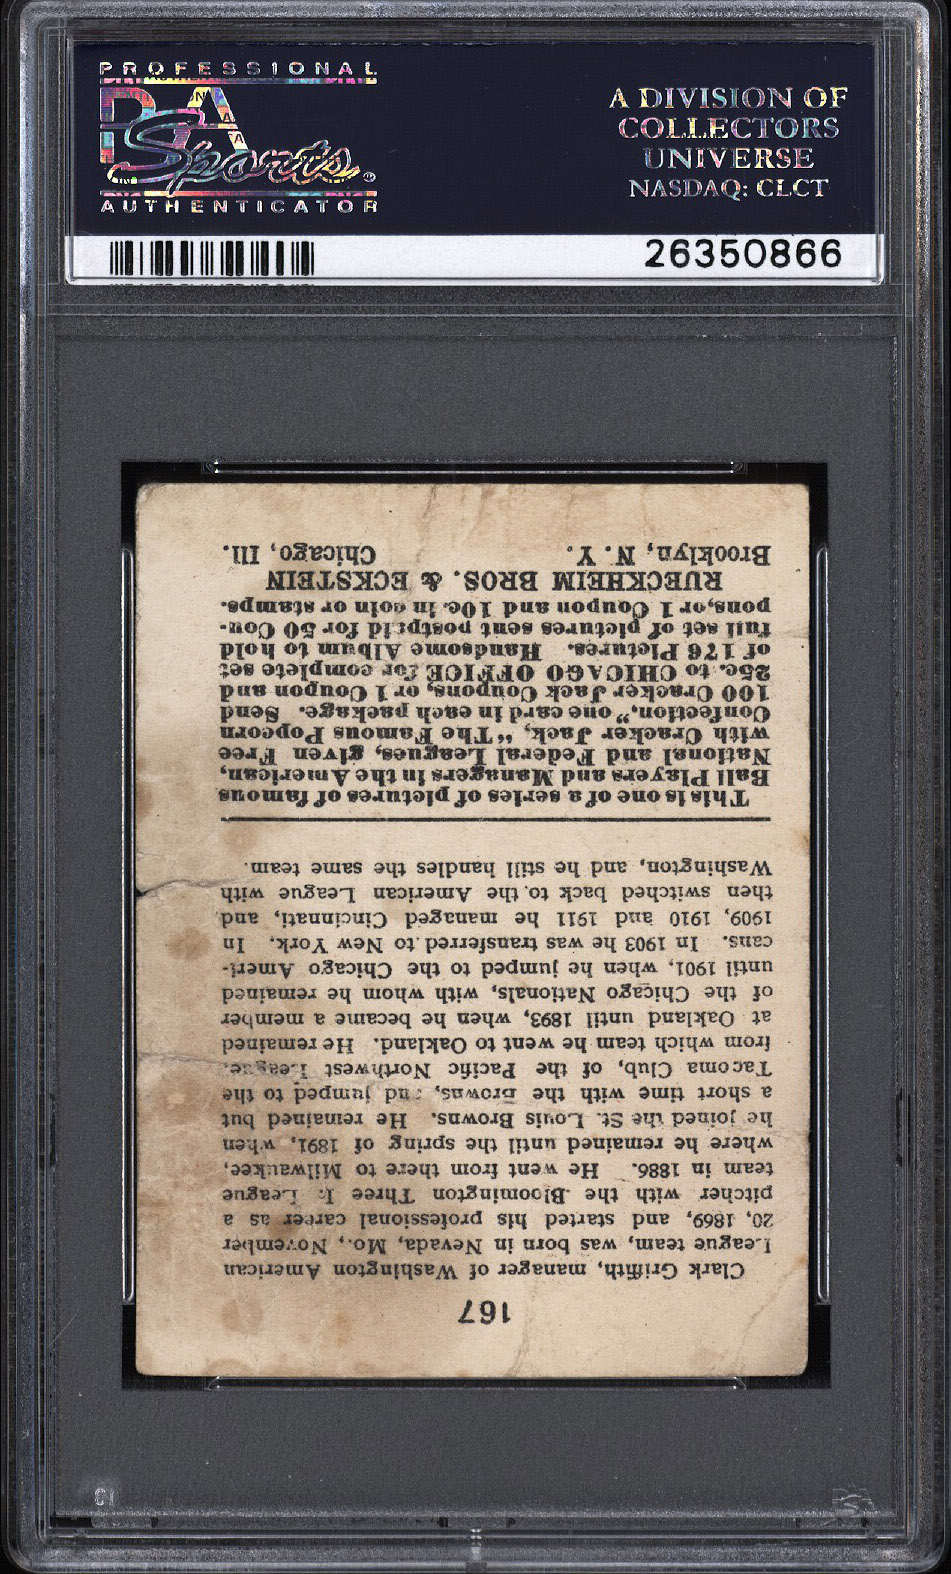 PROFESSIONAL
PSA
Sports®
AUTHENTICATOR
A DIVISION OF
COLLECTORS
UNIVERSE
NASDAQ: CLCT
26350866
167
Clark Griffith, manager of Washington American
League team, was born in Nevada, Mo., November
20, 1869, and started his professional career as a
pitcher with the Bloomington Three I. League
team in 1886. He went from there to Milwaukee,
where he remained until the spring of 1891, when
he joined the St. Louis Browns. He remained but
a short time with the Browns, and jumped to the
Tacoma Club, of the Pacific Northwest League,
from which team he went to Oakland. He remained
at Oakland until 1893, when he became a member
of the Chicago Nationals, with whom he remained
until 1901, when he jumped to the Chicago Ameri-
cans. In 1903 he was transferred to New York. In
1909, 1910 and 1911 he managed Cincinnati, and
then switched back to the American League with
Washington, and he still handles the same team.
This is one of a series of pictures of famous
Ball Players and Managers in the American,
National and Federal Leagues, given Free
with Cracker Jack, "The Famous Popcorn
Confection," one card in each package. Send
100 Cracker Jack Coupons, or 1 Coupon and
25c. to CHICAGO OFFICE for complete set
of 176 Pictures. Handsome Album to hold
full set of pictures sent postpaid for 50 Cou-
pons, or 1 Coupon and 10c. in coin or stamps.
RUECKHEIM BROS. & ECKSTEIN
Brooklyn, N. Y. Chicago, Ill.